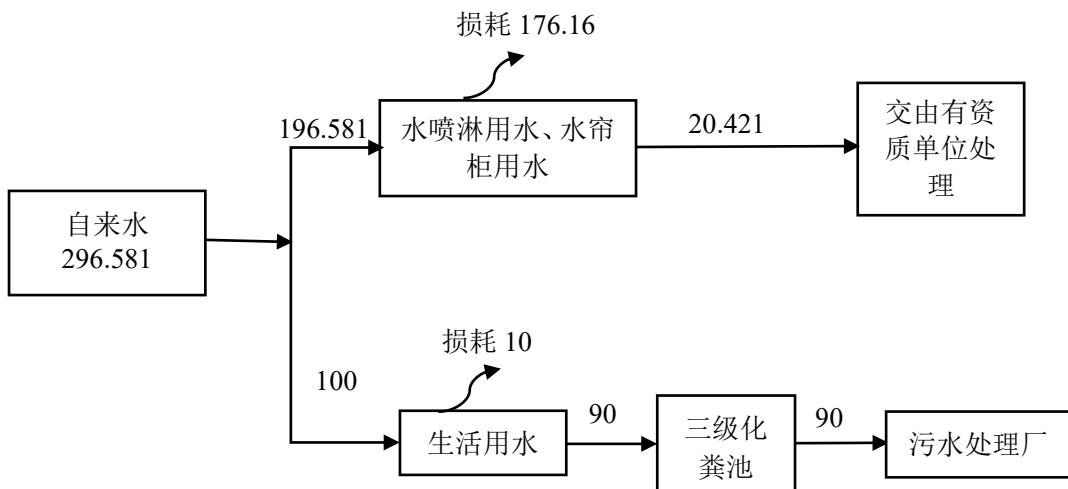 损耗 176.16
196.581
水喷淋用水、水帘
柜用水
20.421
交由有资
质单位处
理
自来水
296.581
损耗 10
100
生活用水
90
三级化
粪池
90
污水处理厂